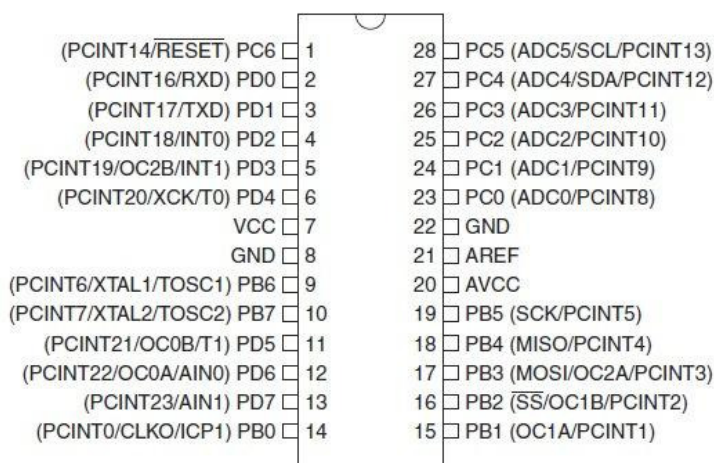 (PCINT14/RESET) PC6 1
(PCINT16/RXD) PD0 2
(PCINT17/TXD) PD1 3
(PCINT18/INT0) PD2 4
(PCINT19/OC2B/INT1) PD3 5
(PCINT20/XCK/T0) PD4 6
VCC 7
GND 8
(PCINT6/XTAL1/TOSC1) PB6 9
(PCINT7/XTAL2/TOSC2) PB7 10
(PCINT21/OC0B/T1) PD5 11
(PCINT22/OC0A/AIN0) PD6 12
(PCINT23/AIN1) PD7 13
(PCINT0/CLKO/ICP1) PB0 14
28 PC5 (ADC5/SCL/PCINT13)
27 PC4 (ADC4/SDA/PCINT12)
26 PC3 (ADC3/PCINT11)
25 PC2 (ADC2/PCINT10)
24 PC1 (ADC1/PCINT9)
23 PC0 (ADC0/PCINT8)
22 GND
21 AREF
20 AVCC
19 PB5 (SCK/PCINT5)
18 PB4 (MISO/PCINT4)
17 PB3 (MOSI/OC2A/PCINT3)
16 PB2 (SS/OC1B/PCINT2)
15 PB1 (OC1A/PCINT1)